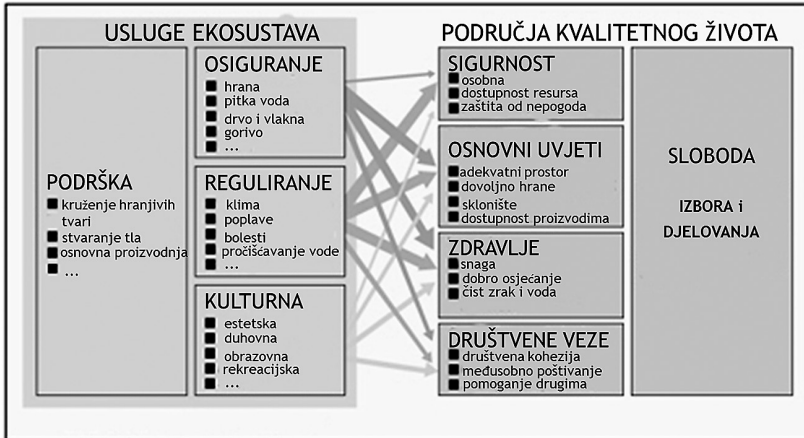 USLUGE EKOSUSTAVA
PODRŠKA
kruženje hranjivih
tvari
stvaranje tla
osnovna proizvodnja
...
OSIGURANJE
hrana
pitka voda
drvo i vlakna
gorivo
...
REGULIRANJE
klima
poplave
bolesti
pročišćavanje vode
...
KULTURNA
estetska
duhovna
obrazovna
rekreacijska
...
PODRUČJA KVALITETNOG ŽIVOTA
SIGURNOST
osobna
dostupnost resursa
zaštita od nepogoda
OSNOVNI UVJETI
adekvatni prostor
dovoljno hrane
sklonište
dostupnost proizvodima
ZDRAVLJE
snaga
dobro osjećanje
čist zrak i voda
DRUŠTVENE VEZE
društvena kohezija
međusobno poštivanje
pomoganje drugima
SLOBODA
IZBORA i
DJELOVANJA